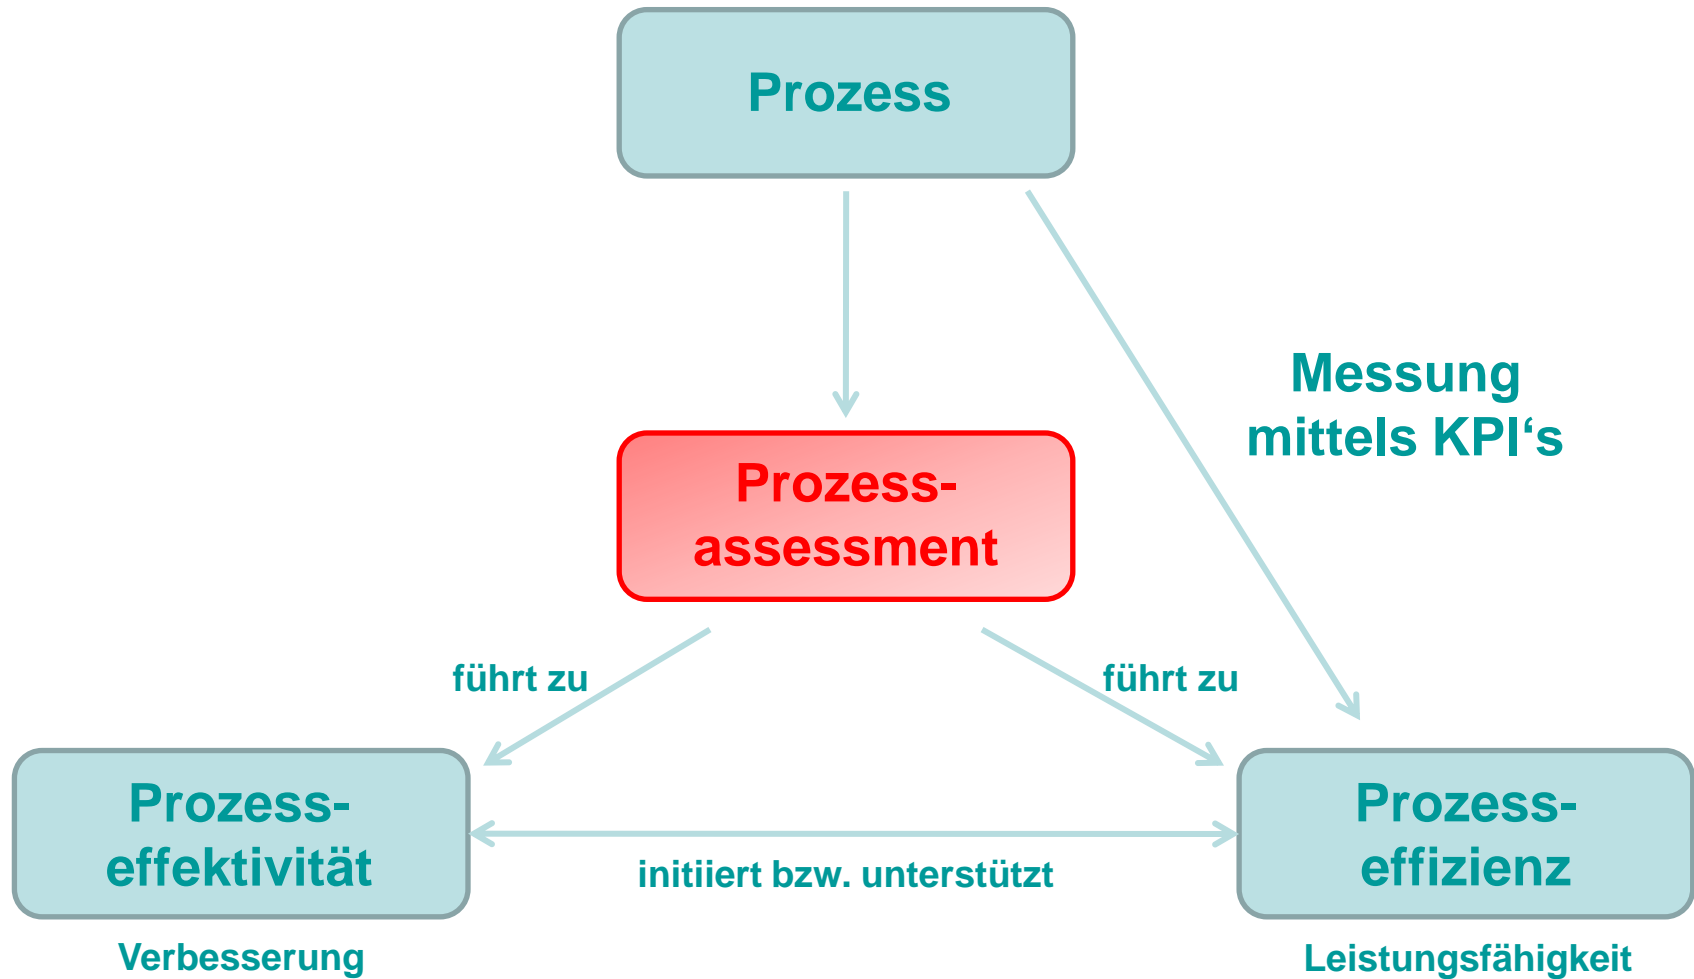 Prozess
Messung
mittels KPI‘s
Prozess-
assessment
führt zu
führt zu
Prozess-
effektivität
initiiert bzw. unterstützt
Prozess-
effizienz
Verbesserung
Leistungsfähigkeit